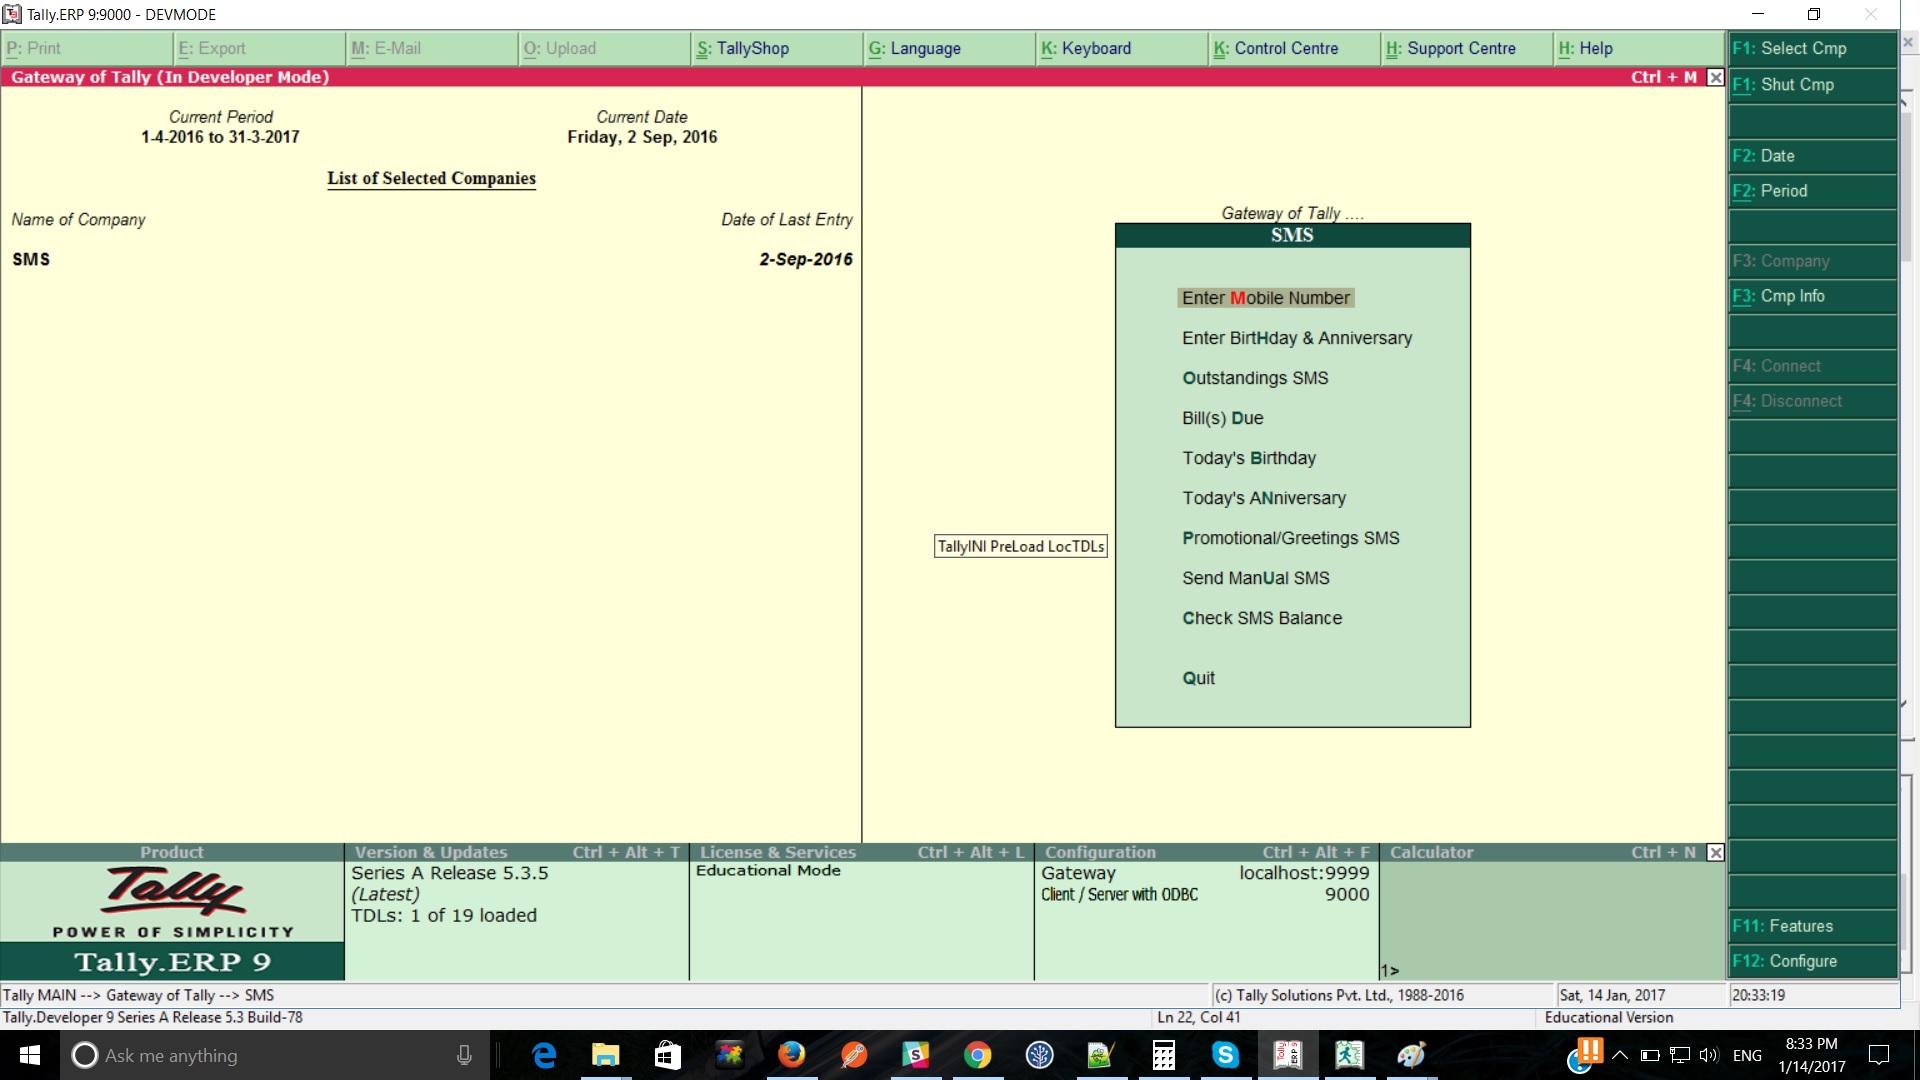 Tally.ERP 9:9000 - DEVMODE
P: Print
E: Export
M: E-Mail
O: Upload
S: TallyShop
G: Language
K: Keyboard
K: Control Centre
H: Support Centre
H: Help
Gateway of Tally (In Developer Mode)
Ctrl + M
Current Period
1-4-2016 to 31-3-2017
Current Date
Friday, 2 Sep, 2016
List of Selected Companies
Name of Company
Date of Last Entry
SMS
2-Sep-2016
Gateway of Tally ....
SMS
Enter Mobile Number
Enter BirtHday & Anniversary
Outstandings SMS
Bill(s) Due
Today's Birthday
Today's ANniversary
Promotional/Greetings SMS
Send ManUal SMS
Check SMS Balance
Quit
TallyINI PreLoad LocTDLs
F1: Select Cmp
F1: Shut Cmp
F2: Date
F2: Period
F3: Company
F3: Cmp Info
F4: Connect
F4: Disconnect
F11: Features
F12: Configure
Product
Tally
POWER OF SIMPLICITY
Tally.ERP 9
Version & Updates
Ctrl + Alt + T
Series A Release 5.3.5
(Latest)
TDLs: 1 of 19 loaded
License & Services
Ctrl + Alt + L
Educational Mode
Configuration
Ctrl + Alt + F
Gateway
localhost:9999
Client / Server with ODBC
9000
Calculator
Ctrl + N
1>
Tally MAIN --> Gateway of Tally --> SMS
(c) Tally Solutions Pvt. Ltd., 1988-2016
Sat, 14 Jan, 2017
20:33:19
Tally.Developer 9 Series A Release 5.3 Build-78
Ln 22, Col 41
Educational Version
Ask me anything
ENG
8:33 PM
1/14/2017